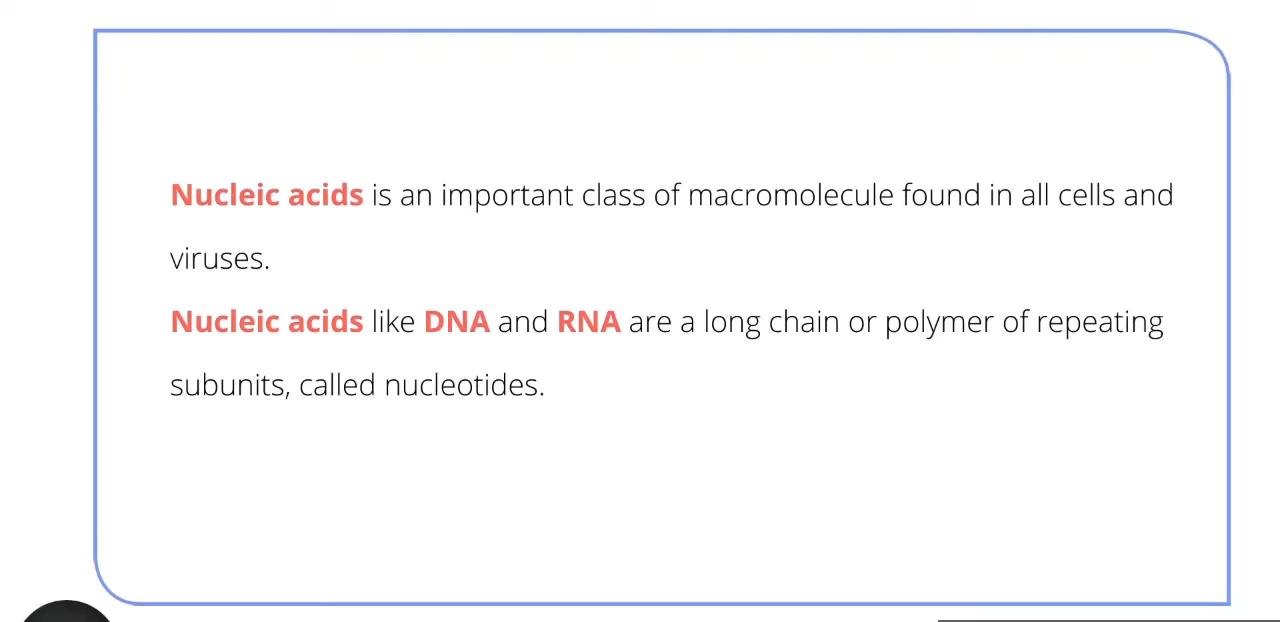 Nucleic acids is an important class of macromolecule found in all cells and
viruses.
Nucleic acids like DNA and RNA are a long chain or polymer of repeating
subunits, called nucleotides.